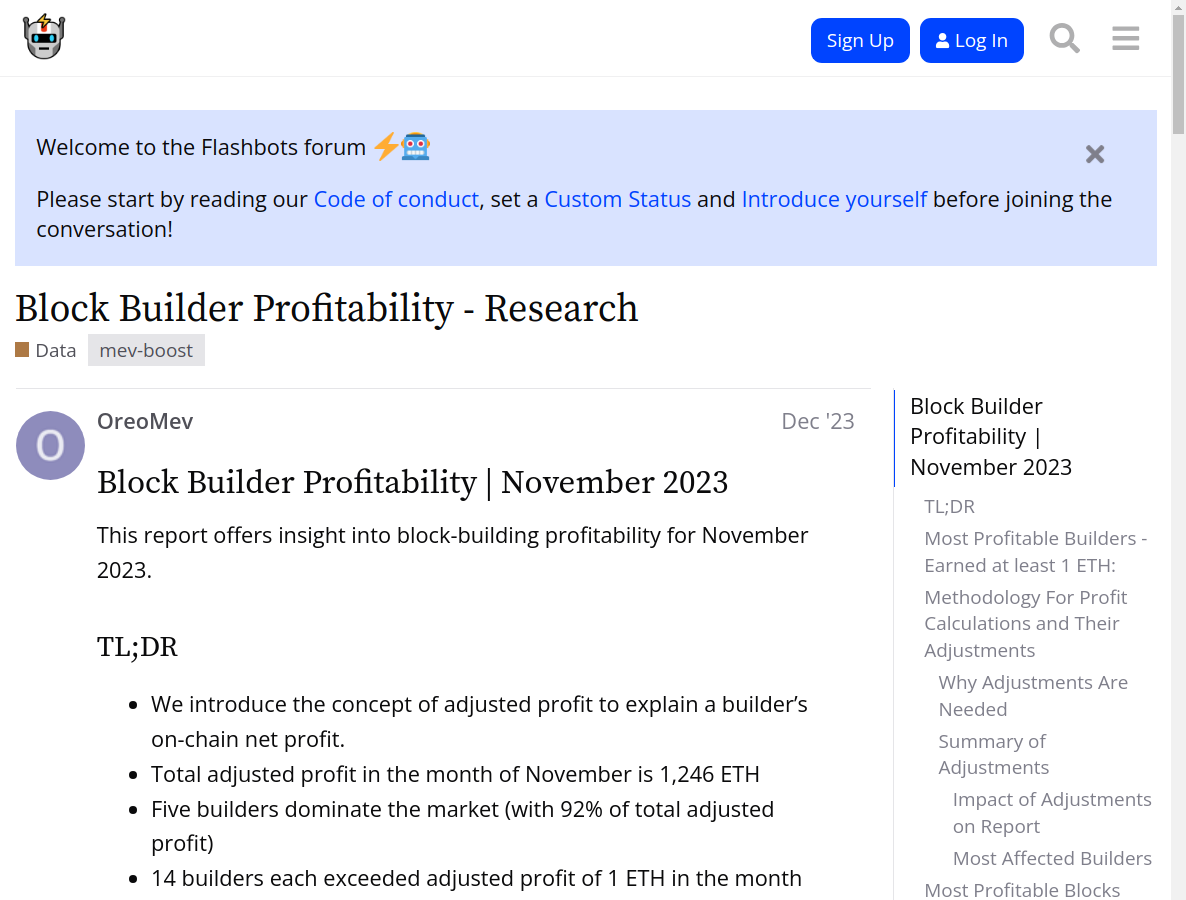 Sign Up
Log In
Welcome to the Flashbots forum
Please start by reading our Code of conduct, set a Custom Status and Introduce yourself before joining the
conversation!
Block Builder Profitability - Research
Data
mev-boost
O
OreoMev
Dec '23
Block Builder Profitability | November 2023
This report offers insight into block-building profitability for November
2023.
TL;DR
We introduce the concept of adjusted profit to explain a builder’s
on-chain net profit.
Total adjusted profit in the month of November is 1,246 ETH
Five builders dominate the market (with 92% of total adjusted
profit)
14 builders each exceeded adjusted profit of 1 ETH in the month
Block Builder
Profitability |
November 2023
TL;DR
Most Profitable Builders -
Earned at least 1 ETH:
Methodology For Profit
Calculations and Their
Adjustments
Why Adjustments Are
Needed
Summary of
Adjustments
Impact of Adjustments
on Report
Most Affected Builders
Most Profitable Blocks